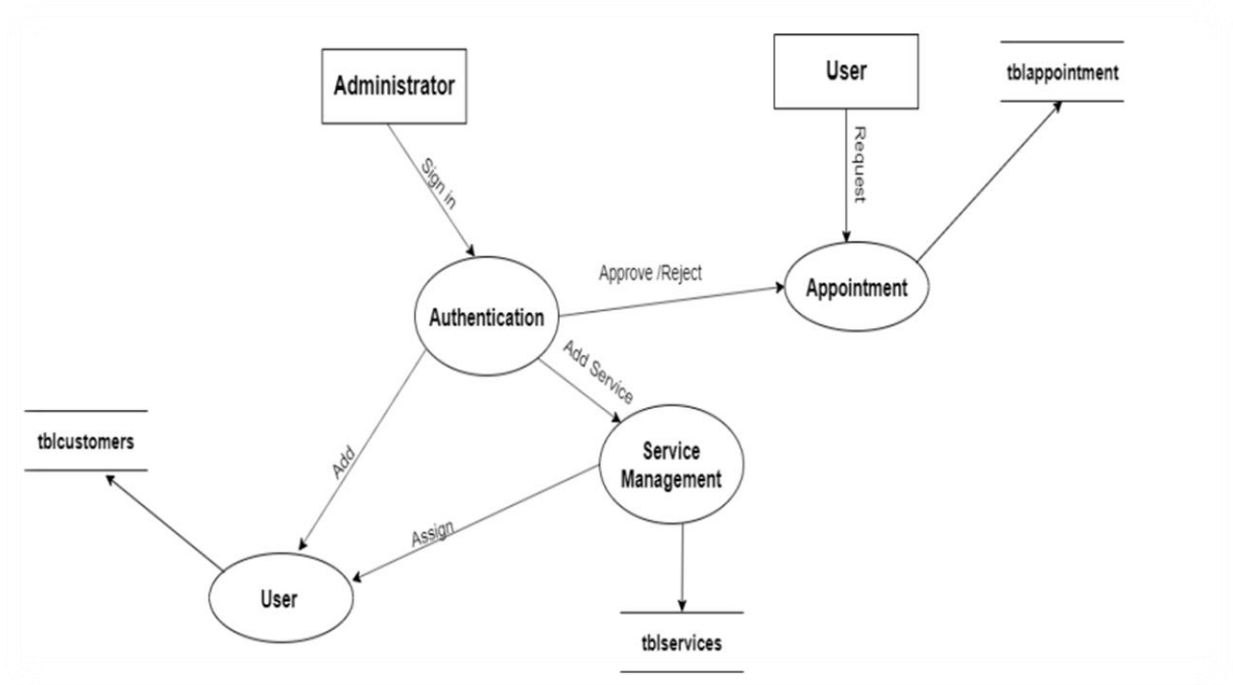 Administrator
User
tblappointment
Sign in
Request
Approve /Reject
Appointment
Authentication
Add Service
tblcustomers
Add
Service
Management
Assign
User
tblservices